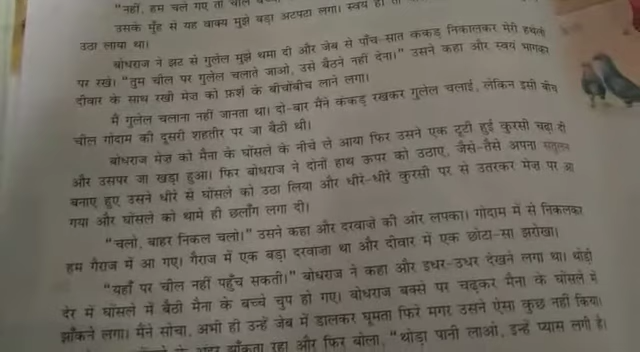 "नहीं, हम चले गए तो चील
उसके मुँह से यह वाक्य मुझे बड़ा अटपटा लगा। स्वयं ही तो
उठा लाया था।
बोधराज ने झट से गुलेल मुझे थमा दी और जेब से पाँच-सात कंकड़ निकालकर मेरी हथेली
पर रखे। "तुम चील पर गुलेल चलाते जाओ, उसे बैठने नहीं देना।" उसने कहा और स्वयं भागकर
दीवार के साथ रखी मेज़ को फ़र्श के बीचोंबीच लाने लगा।
मैं गुलेल चलाना नहीं जानता था। दो-बार मैंने कंकड़ रखकर गुलेल चलाई, लेकिन इसी बीच
चील गोदाम की दूसरी शहतीर पर जा बैठी थी।
बोधराज मेज़ को मैना के घोंसले के नीचे ले आया फिर उसने एक टूटी हुई कुरसी चढ़ा दी
और उसपर जा खड़ा हुआ। फिर बोधराज ने दोनों हाथ ऊपर को उठाए, जैसे-तैसे अपना संतुलन
बनाए हुए उसने धीरे से घोंसले को उठा लिया और धीरे-धीरे कुरसी पर से उतरकर मेज़ पर आ
गया और घोंसले को थामे ही छलाँग लगा दी।
"चलो, बाहर निकल चलो।" उसने कहा और दरवाज़े की ओर लपका। गोदाम में से निकलकर
हम गैराज में आ गए। गैराज में एक बड़ा दरवाज़ा था और दीवार में एक छोटा-सा झरोखा।
"यहाँ पर चील नहीं पहुँच सकती।" बोधराज ने कहा और इधर-उधर देखने लगा था। थोड़ी
देर में घोंसले में बैठी मैना के बच्चे चुप हो गए। बोधराज बक्से पर चढ़कर मैना के घोंसले में
झाँकने लगा। मैंने सोचा, अभी ही उन्हें जेब में डालकर घूमता फिरे मगर उसने ऐसा कुछ नहीं किया।
झाँकता रहा और फिर बोला, "थोड़ा पानी लाओ, इन्हें प्यास लगी है।